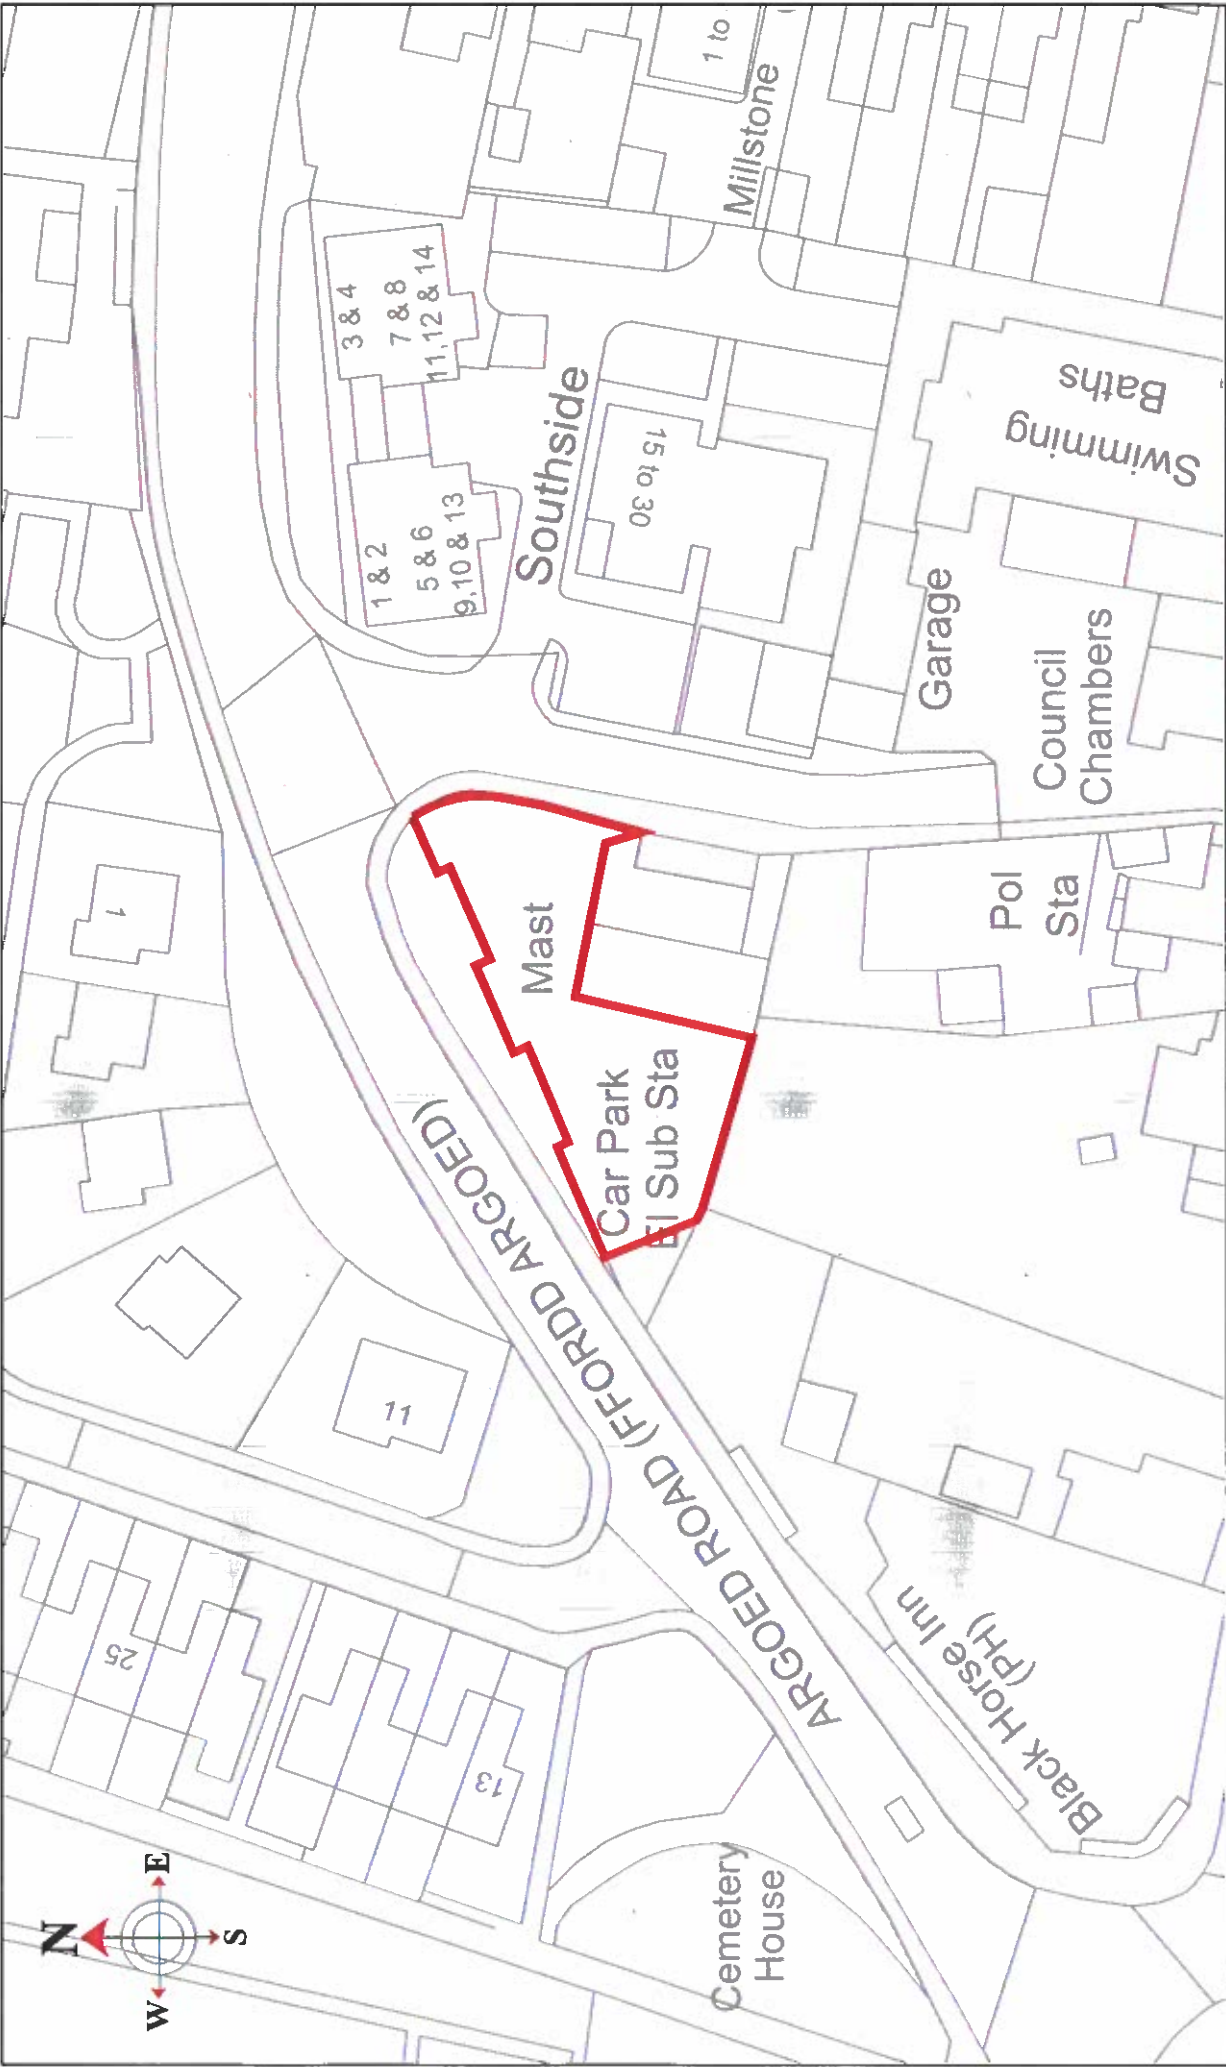 N
W
E
S
25
13
11
1
Cemetery
House
ARGOED ROAD (FFORDD ARGOED)
Black Horse Inn
(PH)
Car Park
El Sub Sta
Mast
Pol
Sta
1 & 2
5 & 6
9,10 & 13
3 & 4
7 & 8
11,12 & 14
Southside
15 to 30
Garage
Council
Chambers
Swimming
Baths
Millstone
1 to